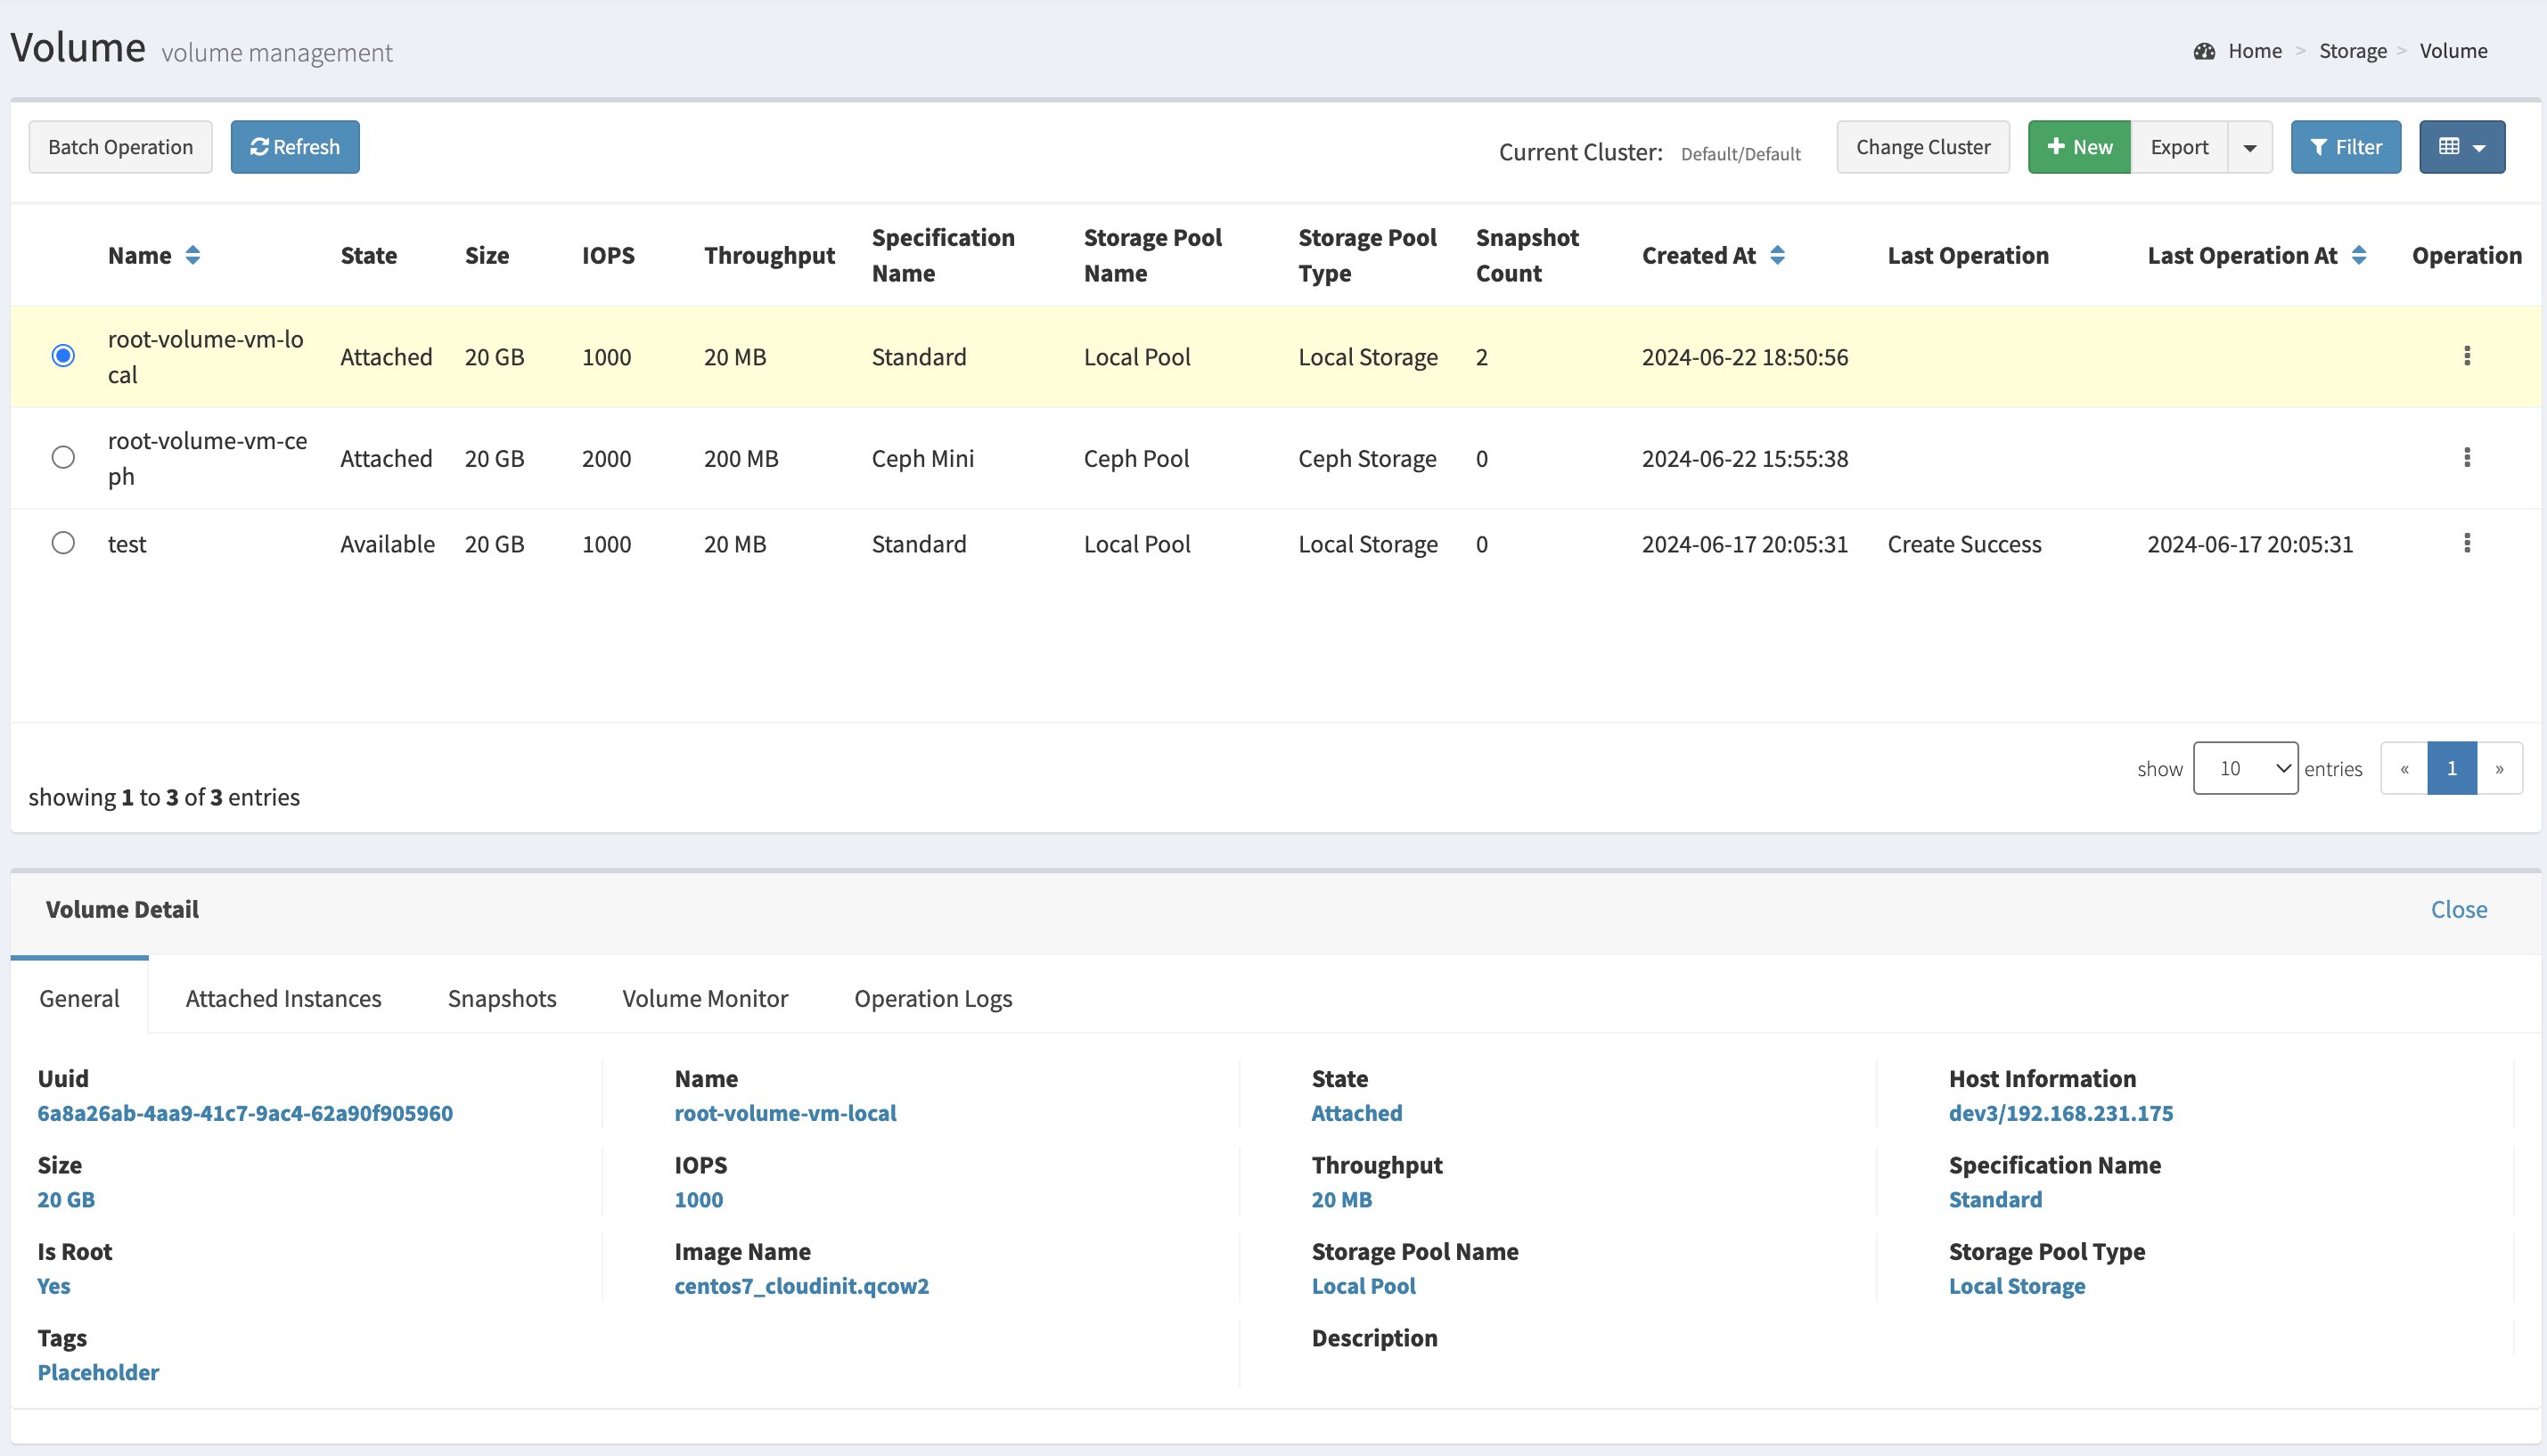 Volume volume management
Home > Storage > Volume
Batch Operation Refresh Current Cluster: Default/Default Change Cluster New Export Filter
Name State Size IOPS Throughput Specification Name Storage Pool Name Storage Pool Type Snapshot Count Created At Last Operation Last Operation At Operation
root-volume-vm-lo
cal Attached 20 GB 1000 20 MB Standard Local Pool Local Storage 2 2024-06-22 18:50:56
root-volume-vm-ce
ph Attached 20 GB 2000 200 MB Ceph Mini Ceph Pool Ceph Storage 0 2024-06-22 15:55:38
test Available 20 GB 1000 20 MB Standard Local Pool Local Storage 0 2024-06-17 20:05:31 Create Success 2024-06-17 20:05:31
show 10 entries « 1 »
showing 1 to 3 of 3 entries
Volume Detail Close
General Attached Instances Snapshots Volume Monitor Operation Logs
Uuid Name State Host Information
6a8a26ab-4aa9-41c7-9ac4-62a90f905960 root-volume-vm-local Attached dev3/192.168.231.175
Size IOPS Throughput Specification Name
20 GB 1000 20 MB Standard
Is Root Image Name Storage Pool Name Storage Pool Type
Yes centos7_cloudinit.qcow2 Local Pool Local Storage
Tags Description
Placeholder